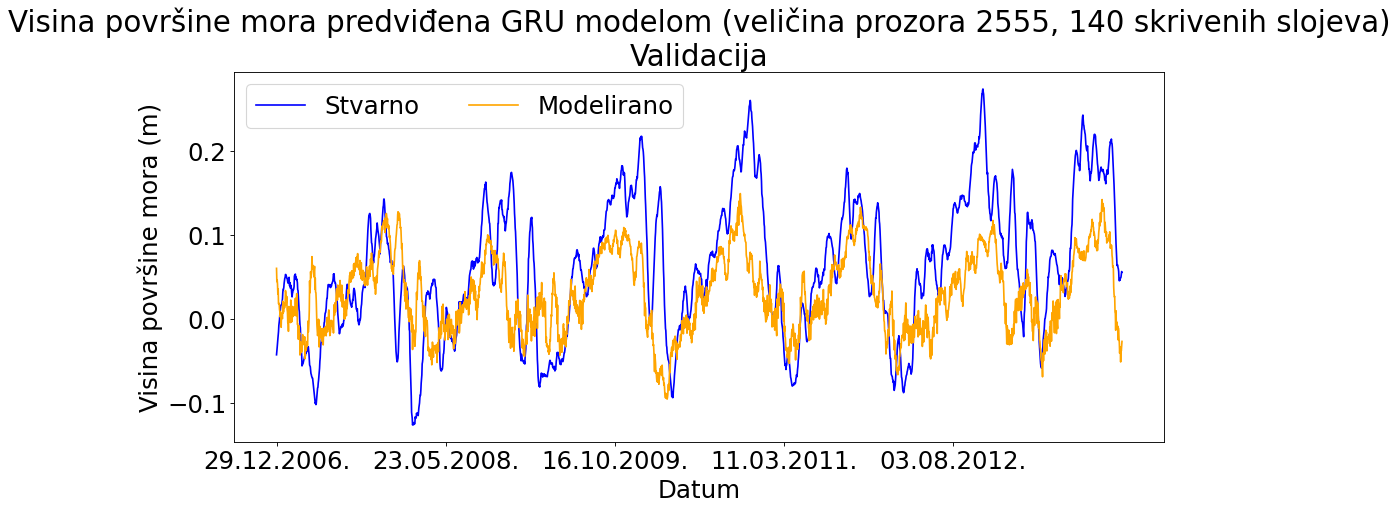 Visina površine mora predviđena GRU modelom (veličina prozora 2555, 140 skrivenih slojeva)
Validacija
Stvarno Modelirano
Visina površine mora (m)
0.2
0.1
0.0
−0.1
29.12.2006. 23.05.2008. 16.10.2009. 11.03.2011. 03.08.2012.
Datum